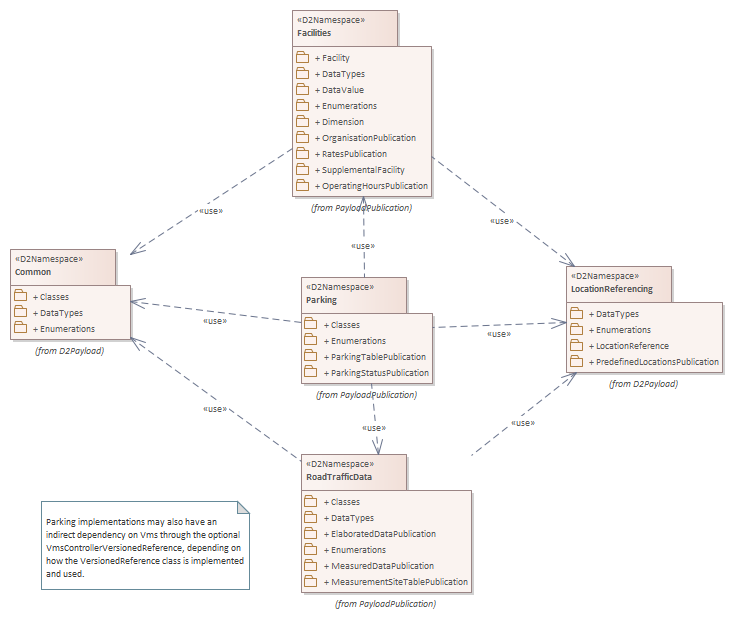 «D2Namespace»
Facilities
+ Facility
+ DataTypes
+ DataValue
+ Enumerations
+ Dimension
+ OrganisationPublication
+ RatesPublication
+ SupplementalFacility
+ OperatingHoursPublication
(from PayloadPublication)
«use»
«use»
«use»
«D2Namespace»
Common
+ Classes
+ DataTypes
+ Enumerations
(from D2Payload)
«use»
«D2Namespace»
Parking
+ Classes
+ Enumerations
+ ParkingTablePublication
+ ParkingStatusPublication
(from PayloadPublication)
«use»
«D2Namespace»
LocationReferencing
+ DataTypes
+ Enumerations
+ LocationReference
+ PredefinedLocationsPublication
(from D2Payload)
«use»
«use»
«use»
«D2Namespace»
RoadTrafficData
+ Classes
+ DataTypes
+ ElaboratedDataPublication
+ Enumerations
+ MeasuredDataPublication
+ MeasurementSiteTablePublication
(from PayloadPublication)
Parking implementations may also have an
indirect dependency on Vms through the optional
VmsControllerVersionedReference, depending on
how the VersionedReference class is implemented
and used.